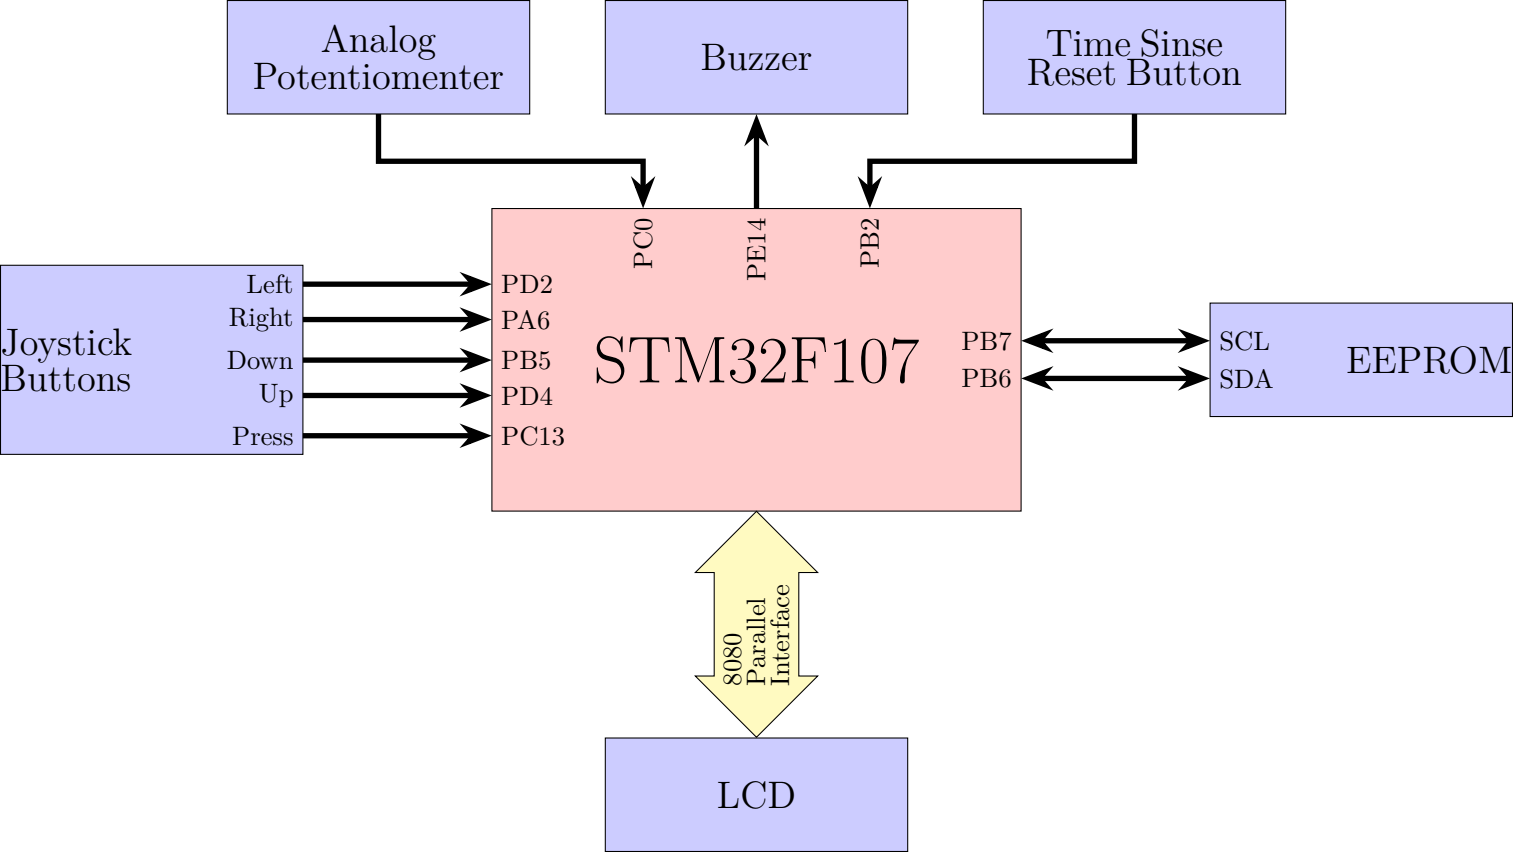 Analog
Potentiomenter
Buzzer
Time Sinse
Reset Button
PC0
PE14
PB2
Joystick
Buttons
Left
Right
Down
Up
Press
PD2
PA6
PB5
PD4
PC13
STM32F107
PB7
PB6
SCL
SDA
EEPROM
8080
Parallel
Interface
LCD